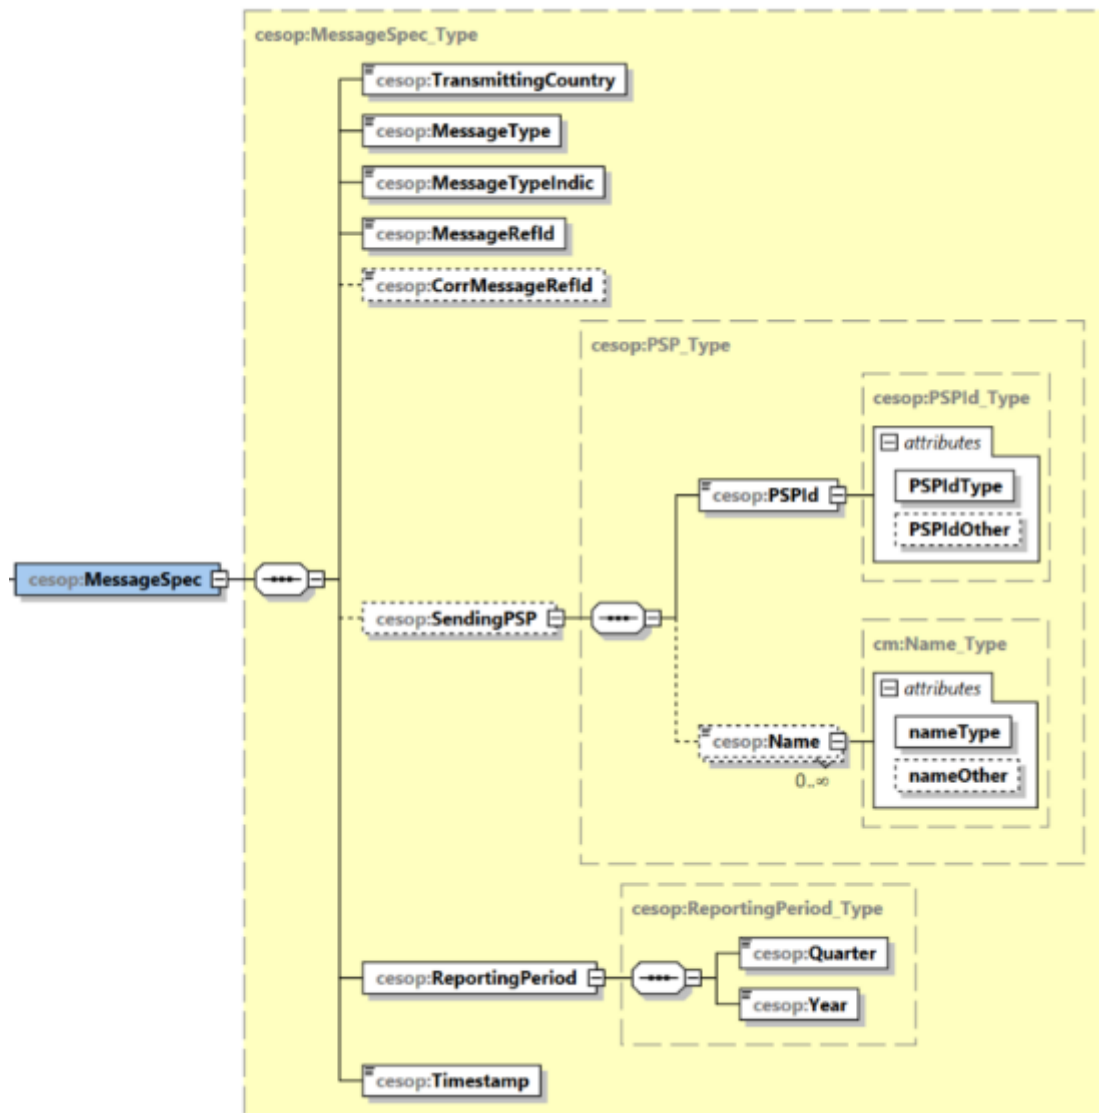 cesop:MessageSpec_Type
cesop:TransmittingCountry
cesop:MessageType
cesop:MessageTypeIndic
cesop:MessageRefId
cesop:CorrMessageRefId
cesop:PSP_Type
cesop:PSPId_Type
attributes
cesop:PSPId
PSPIdType
PSPIdOther
cesop:MessageSpec
cesop:SendingPSP
cm:Name_Type
attributes
nameType
cesop:Name
nameOther
0..∞
cesop:ReportingPeriod_Type
cesop:Quarter
cesop:ReportingPeriod
cesop:Year
cesop:Timestamp